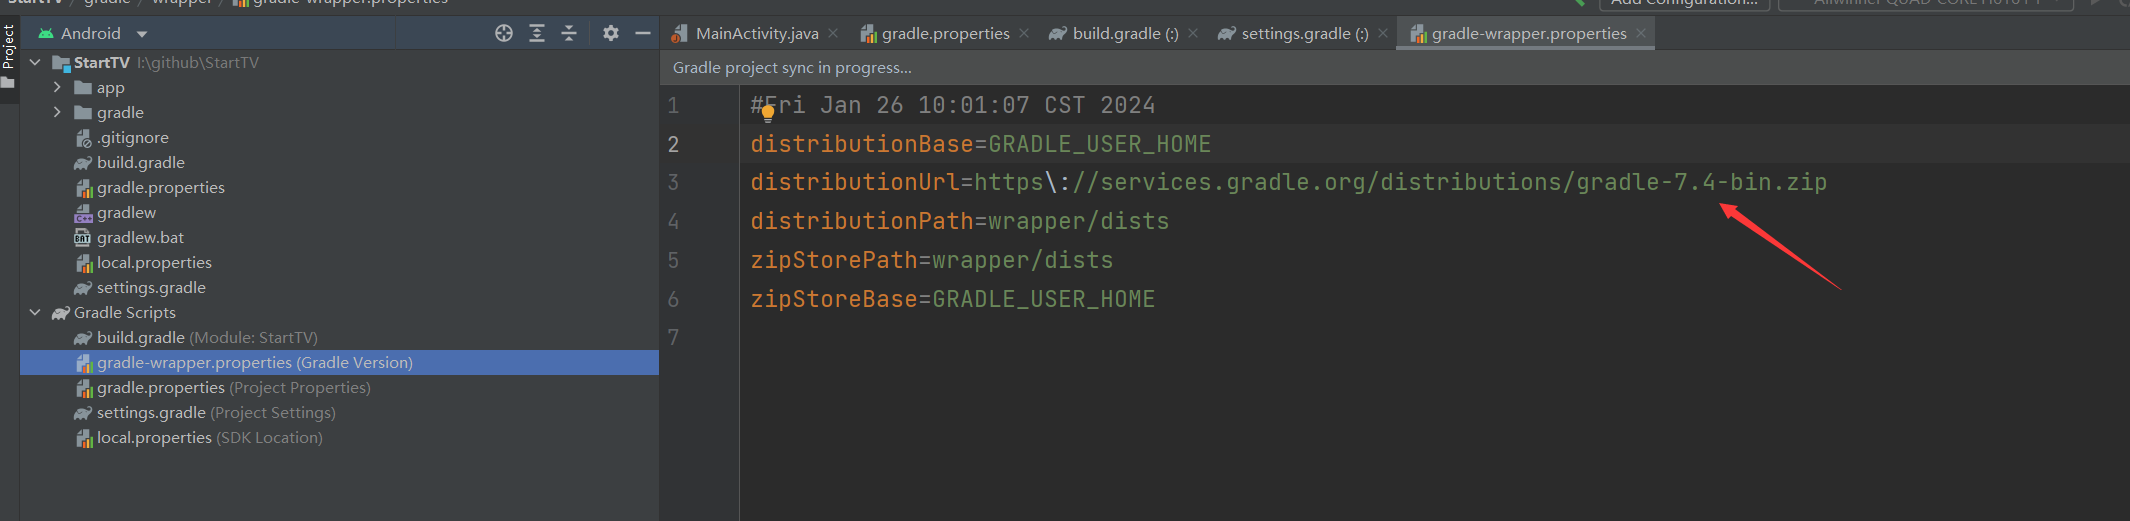 StartTV / gradle / wrapper / gradle-wrapper.properties
Add Configuration...
Project
Android
StartTV I:\github\StartTV
app
gradle
.gitignore
build.gradle
gradle.properties
gradlew
gradlew.bat
local.properties
settings.gradle
Gradle Scripts
build.gradle (Module: StartTV)
gradle-wrapper.properties (Gradle Version)
gradle.properties (Project Properties)
settings.gradle (Project Settings)
local.properties (SDK Location)
MainActivity.java
gradle.properties
build.gradle (:)
settings.gradle (:)
gradle-wrapper.properties
Gradle project sync in progress...
1 #Fri Jan 26 10:01:07 CST 2024
2 distributionBase=GRADLE_USER_HOME
3 distributionUrl=https\://services.gradle.org/distributions/gradle-7.4-bin.zip
4 distributionPath=wrapper/dists
5 zipStorePath=wrapper/dists
6 zipStoreBase=GRADLE_USER_HOME
7